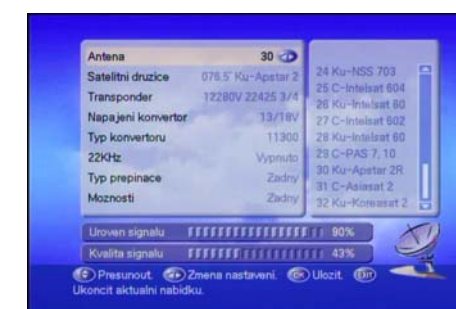 Antena 30
Satelitni druzice 076.5° Ku-Apstar 2
Transponder 12280V 22425 3/4
Napajeni konvertor 13/18V
Typ konvertoru 11300
22KHz Vypnuto
Typ prepinace Zadny
Moznosti Zadny
24 Ku-NSS 703
25 C-Intelsat 604
26 Ku-Intelsat 60
27 C-Intelsat 602
28 Ku-Intelsat 60
29 C-PAS 7, 10
30 Ku-Apstar 2R
31 C-Asiasat 2
32 Ku-Koreasat 2
Uroven signalu 90%
Kvalita signalu 43%
Presunout. Zmena nastaveni. OK Ulozit. Exit
Ukoncit aktualni nabidku.